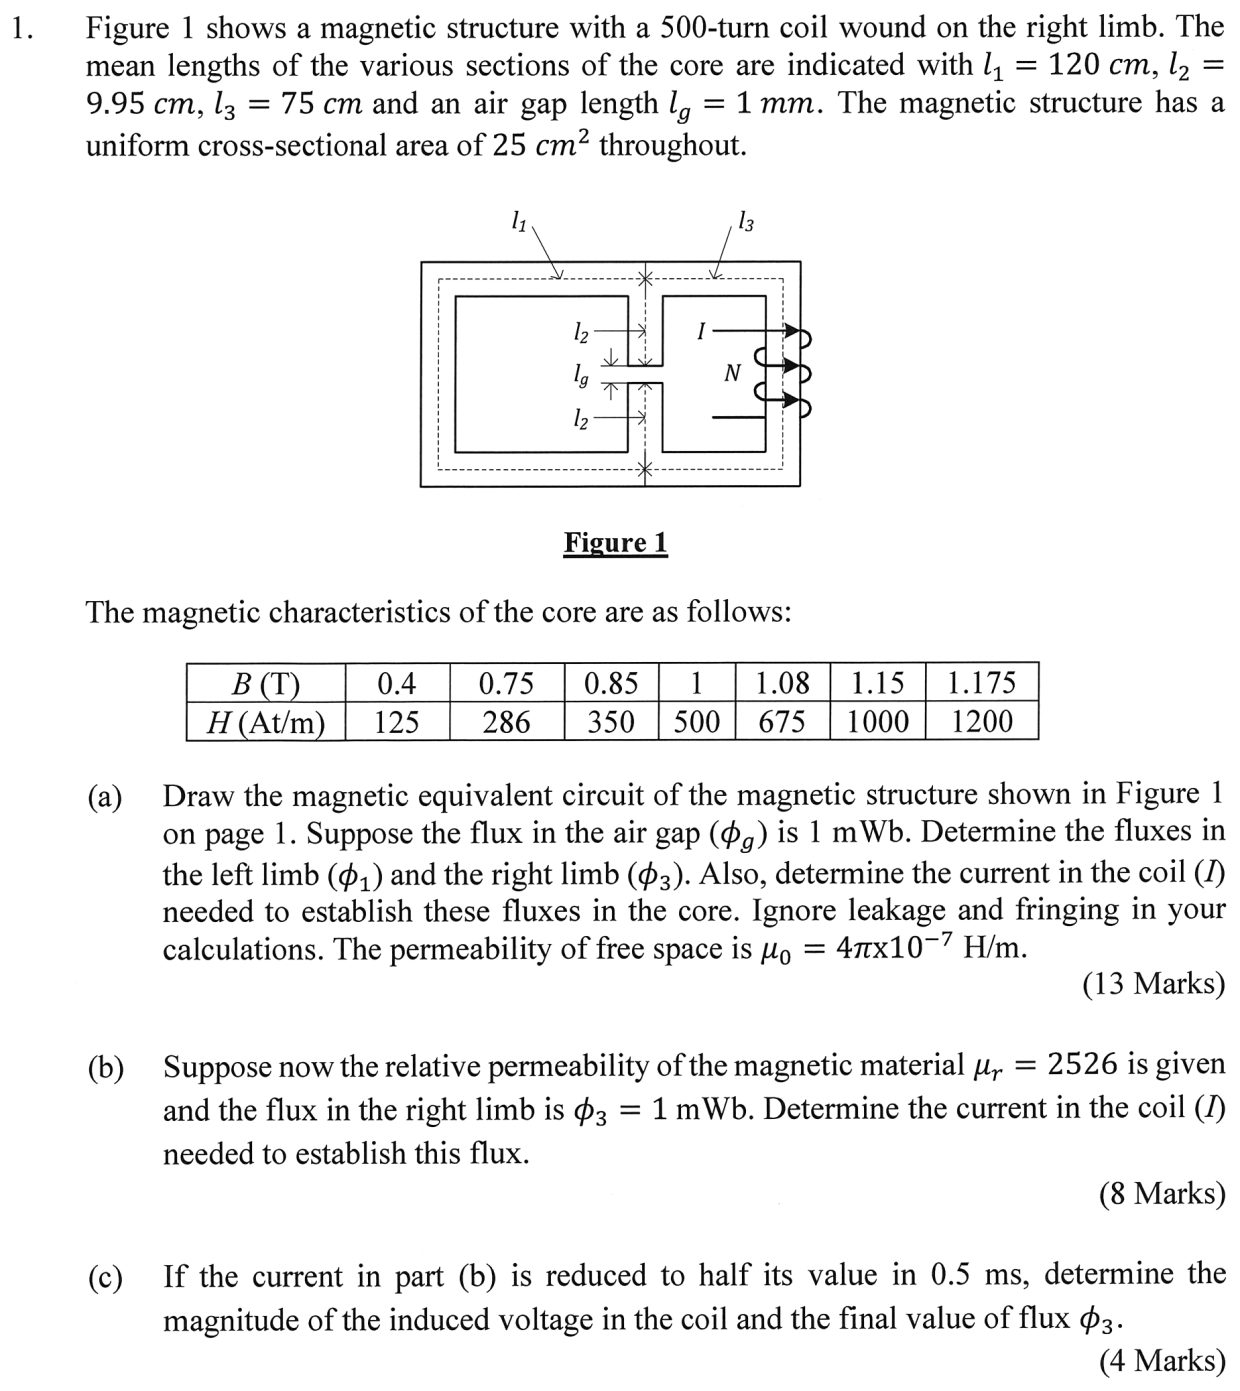 1. Figure 1 shows a magnetic structure with a 500-turn coil wound on the right limb. The
mean lengths of the various sections of the core are indicated with l₁ = 120 cm, l₂ =
9.95 cm, l₃ = 75 cm and an air gap length l_g = 1 mm. The magnetic structure has a
uniform cross-sectional area of 25 cm² throughout.
l₁
l₃
l₂
I
l_g
N
l₂
Figure 1
The magnetic characteristics of the core are as follows:
B (T) 0.4 0.75 0.85 1 1.08 1.15 1.175
H (At/m) 125 286 350 500 675 1000 1200
(a) Draw the magnetic equivalent circuit of the magnetic structure shown in Figure 1
on page 1. Suppose the flux in the air gap (ϕ_g) is 1 mWb. Determine the fluxes in
the left limb (ϕ₁) and the right limb (ϕ₃). Also, determine the current in the coil (I)
needed to establish these fluxes in the core. Ignore leakage and fringing in your
calculations. The permeability of free space is μ₀ = 4πx10⁻⁷ H/m.
(13 Marks)
(b) Suppose now the relative permeability of the magnetic material μᵣ = 2526 is given
and the flux in the right limb is ϕ₃ = 1 mWb. Determine the current in the coil (I)
needed to establish this flux.
(8 Marks)
(c) If the current in part (b) is reduced to half its value in 0.5 ms, determine the
magnitude of the induced voltage in the coil and the final value of flux ϕ₃.
(4 Marks)